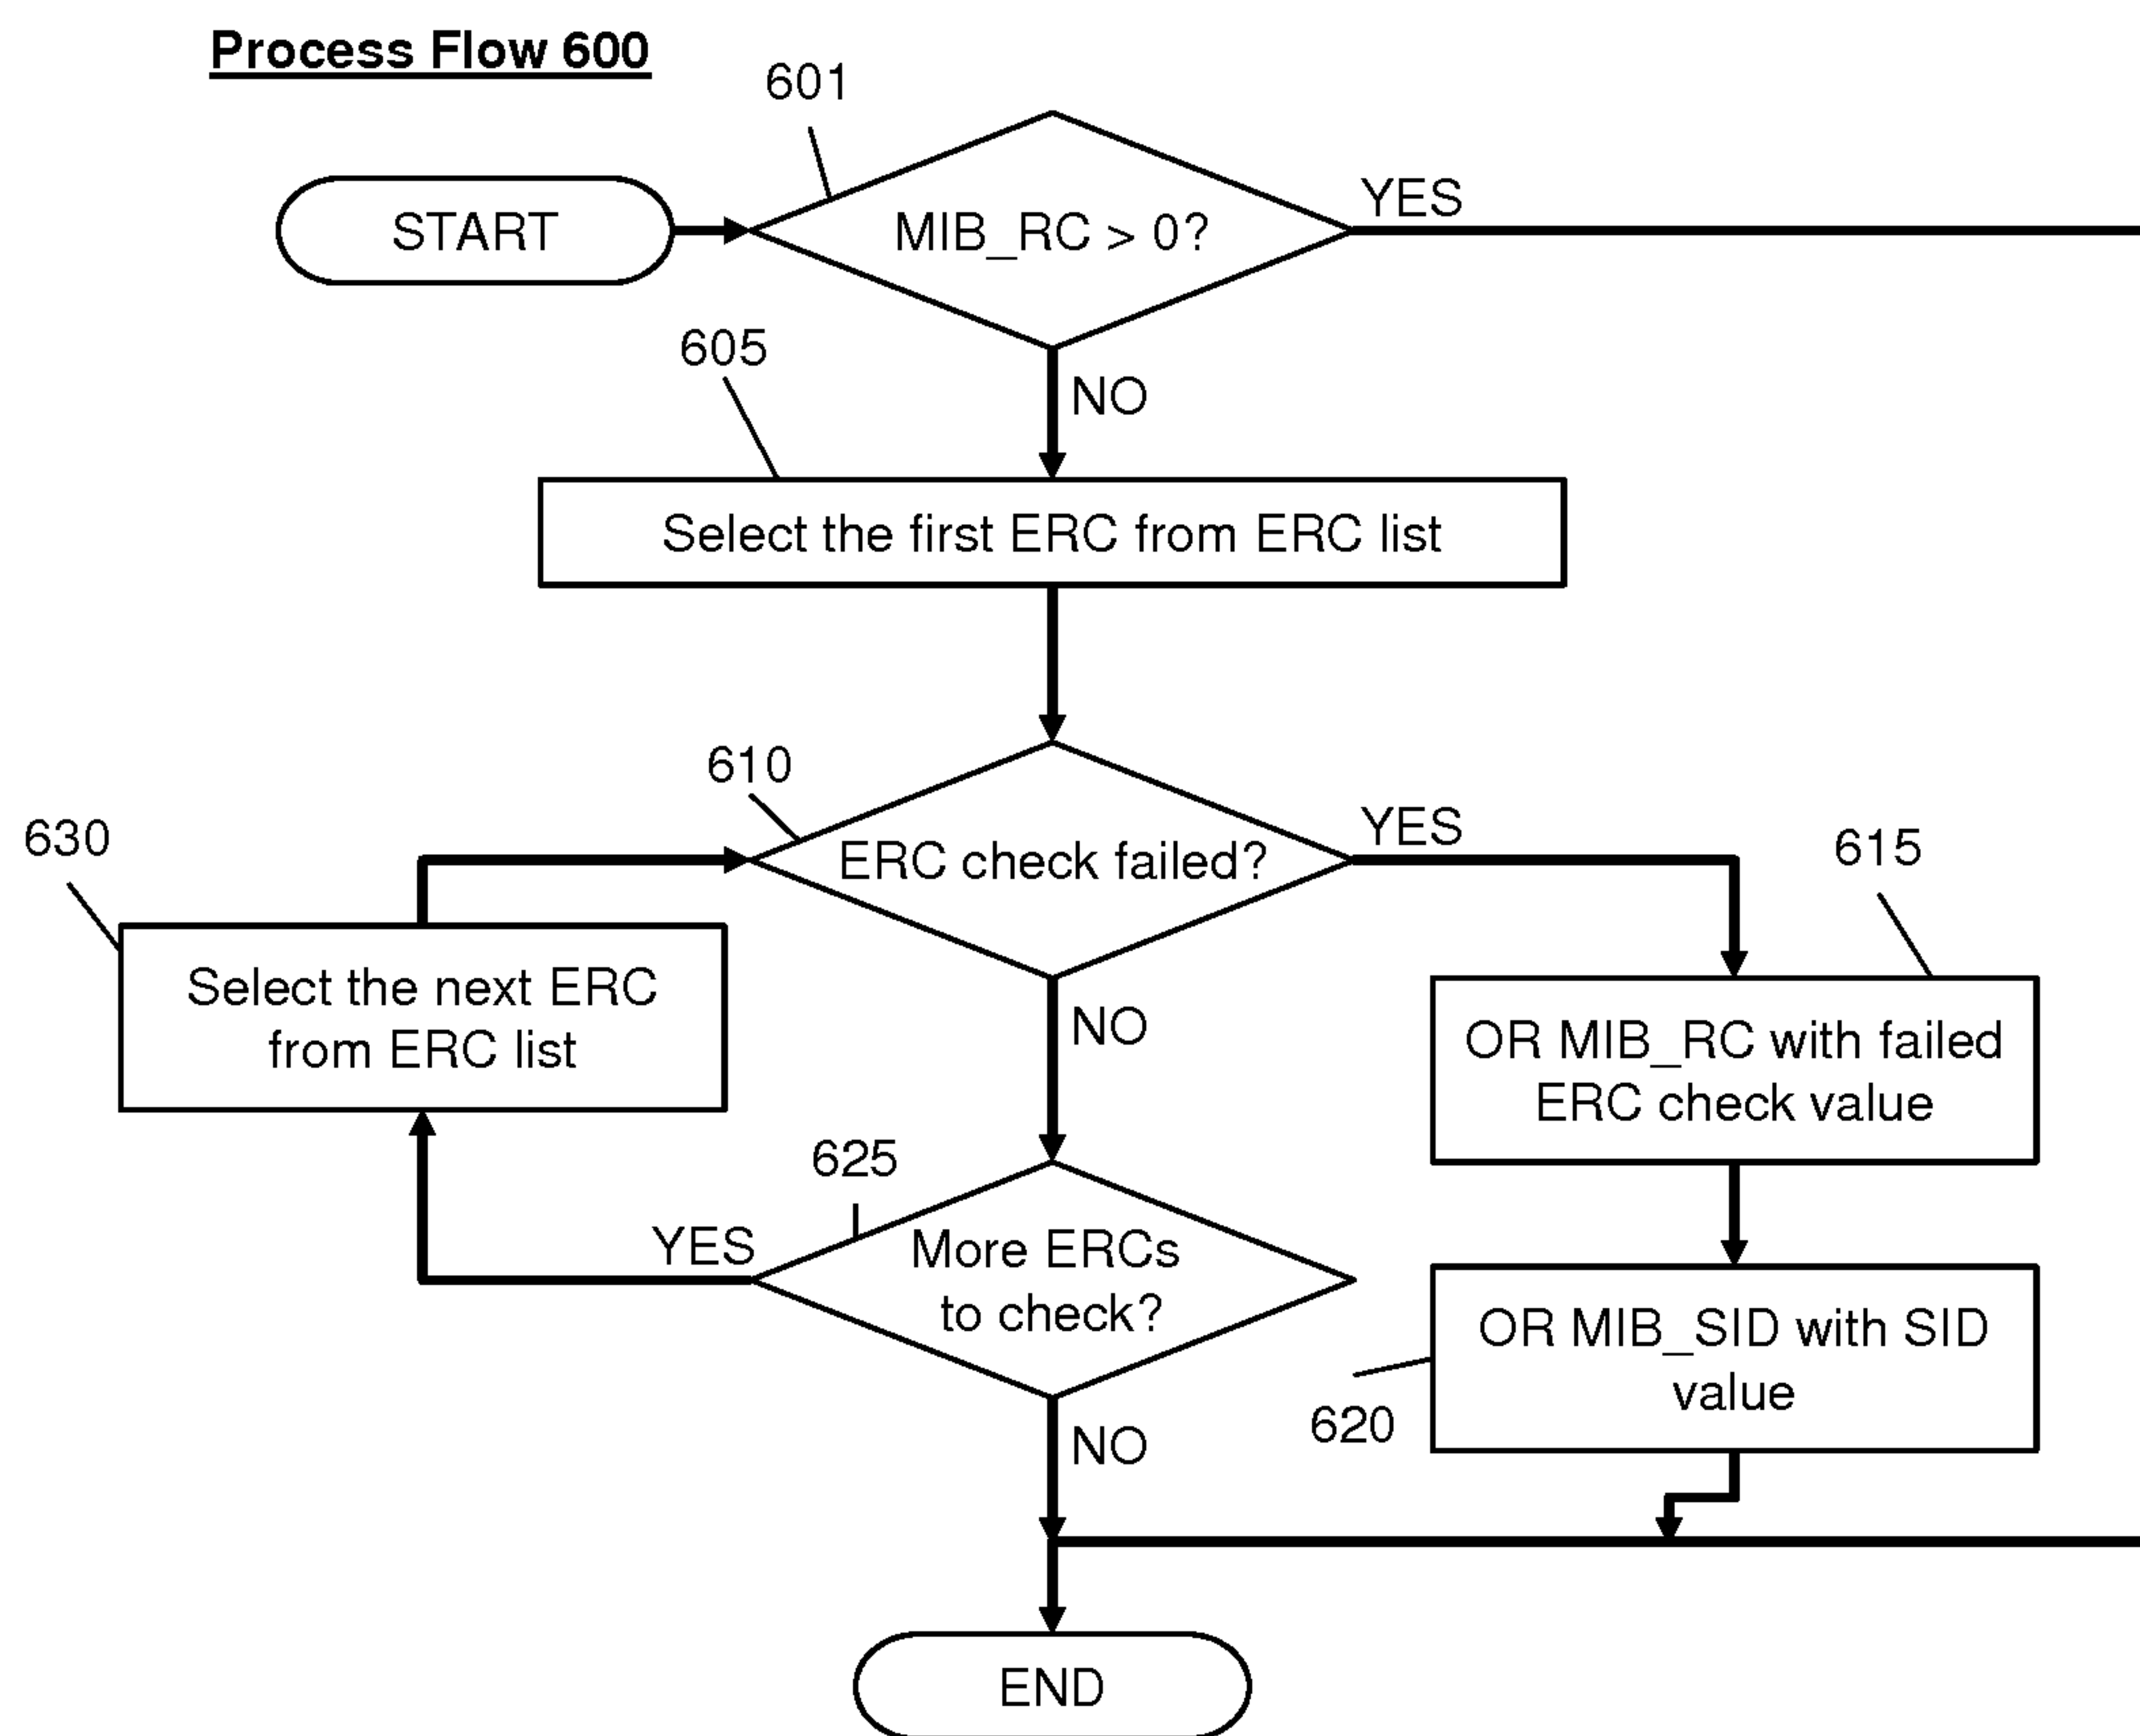 Process Flow 600
601
START
MIB_RC > 0?
YES
605
NO
Select the first ERC from ERC list
610
630
ERC check failed?
YES
615
Select the next ERC
from ERC list
NO
OR MIB_RC with failed
ERC check value
625
YES
More ERCs
to check?
OR MIB_SID with SID
value
620
NO
END